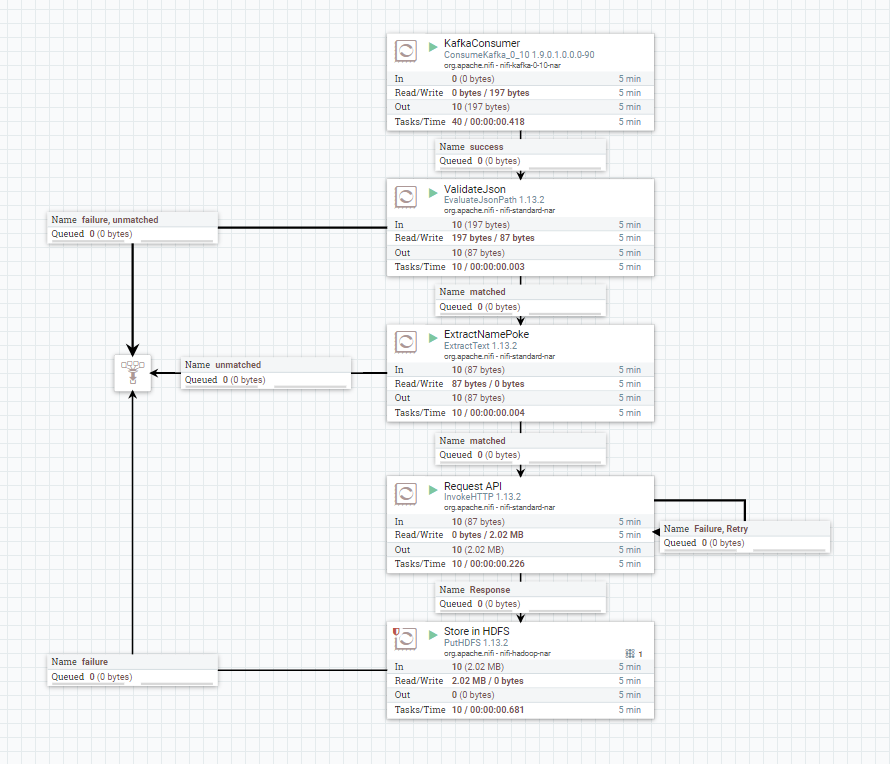 KafkaConsumer
ConsumeKafka_0_10 1.9.0.1.0.0.0-90
org.apache.nifi - nifi-kafka-0-10-nar
In 0 (0 bytes) 5 min
Read/Write 0 bytes / 197 bytes 5 min
Out 10 (197 bytes) 5 min
Tasks/Time 40 / 00:00:00.418 5 min
Name success
Queued 0 (0 bytes)
ValidateJson
EvaluateJsonPath 1.13.2
org.apache.nifi - nifi-standard-nar
In 10 (197 bytes) 5 min
Read/Write 197 bytes / 87 bytes 5 min
Out 10 (87 bytes) 5 min
Tasks/Time 10 / 00:00:00.003 5 min
Name failure, unmatched
Queued 0 (0 bytes)
Name matched
Queued 0 (0 bytes)
ExtractNamePoke
ExtractText 1.13.2
org.apache.nifi - nifi-standard-nar
In 10 (87 bytes) 5 min
Read/Write 87 bytes / 0 bytes 5 min
Out 10 (87 bytes) 5 min
Tasks/Time 10 / 00:00:00.004 5 min
Name unmatched
Queued 0 (0 bytes)
Name matched
Queued 0 (0 bytes)
Request API
InvokeHTTP 1.13.2
org.apache.nifi - nifi-standard-nar
In 10 (87 bytes) 5 min
Read/Write 0 bytes / 2.02 MB 5 min
Out 10 (2.02 MB) 5 min
Tasks/Time 10 / 00:00:00.226 5 min
Name Failure, Retry
Queued 0 (0 bytes)
Name Response
Queued 0 (0 bytes)
Store in HDFS
PutHDFS 1.13.2
org.apache.nifi - nifi-hadoop-nar
1
In 10 (2.02 MB) 5 min
Read/Write 2.02 MB / 0 bytes 5 min
Out 0 (0 bytes) 5 min
Tasks/Time 10 / 00:00:00.681 5 min
Name failure
Queued 0 (0 bytes)